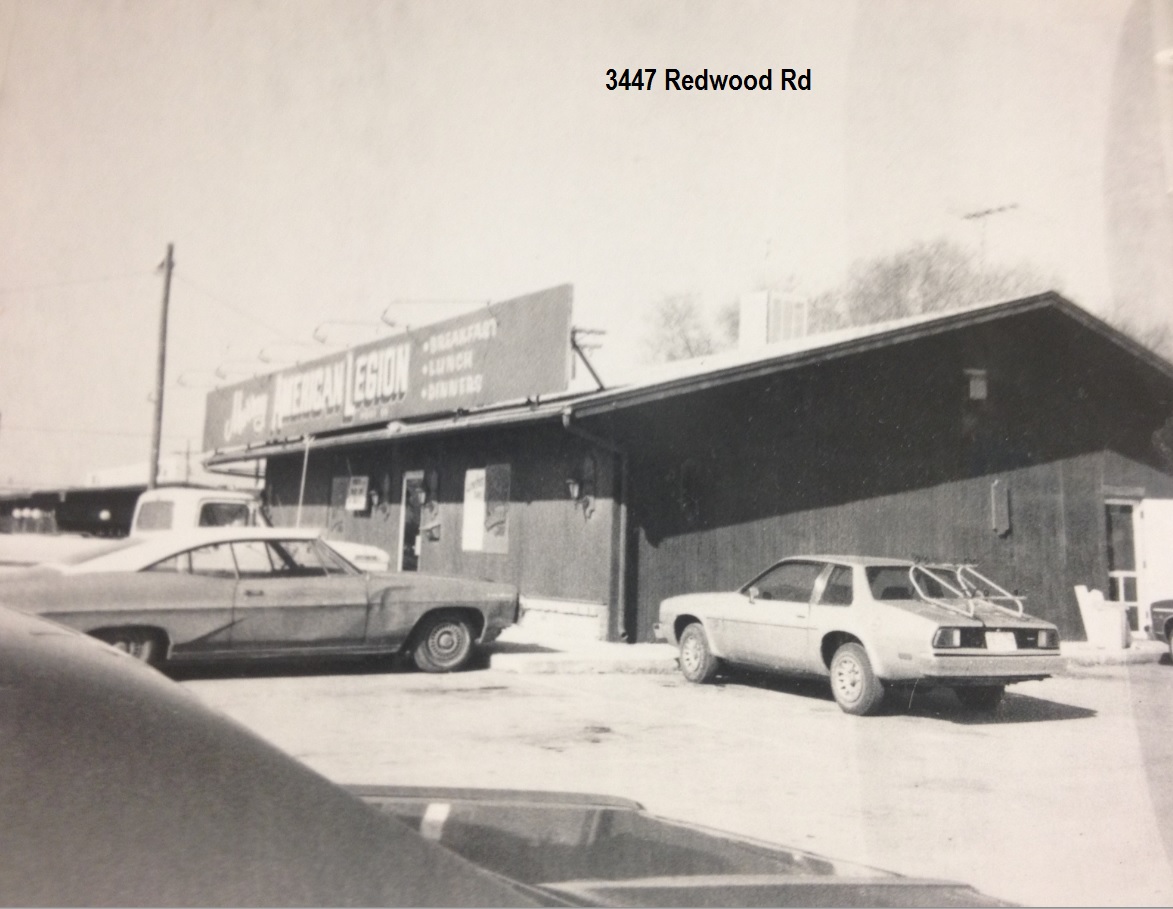 3447 Redwood Rd
AMERICAN LEGION
• BREAKFAST
• LUNCH
• DINNERS